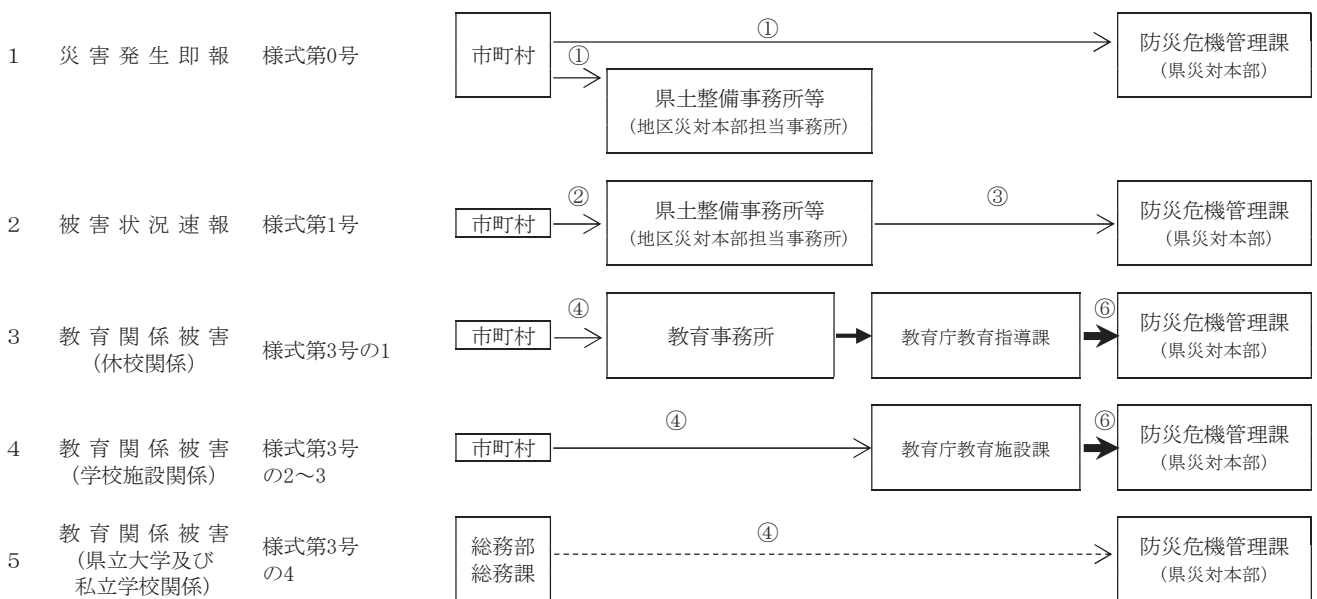 ①
1 災害発生即報 様式第0号 市町村 ① 防災危機管理課
(県災対本部)
県土整備事務所等
(地区災対本部担当事務所)
② ③
2 被害状況速報 様式第1号 市町村 県土整備事務所等 防災危機管理課
(地区災対本部担当事務所) (県災対本部)
④ ⑥
3 教育関係被害 様式第3号の1 市町村 教育事務所 教育庁教育指導課 防災危機管理課
(休校関係) (県災対本部)
④ ⑥
4 教育関係被害 様式第3号 市町村 教育庁教育施設課 防災危機管理課
(学校施設関係) の2～3 (県災対本部)
④
教育関係被害 様式第3号 総務部 防災危機管理課
5 (県立大学及び の4 総務課 (県災対本部)
私立学校関係)